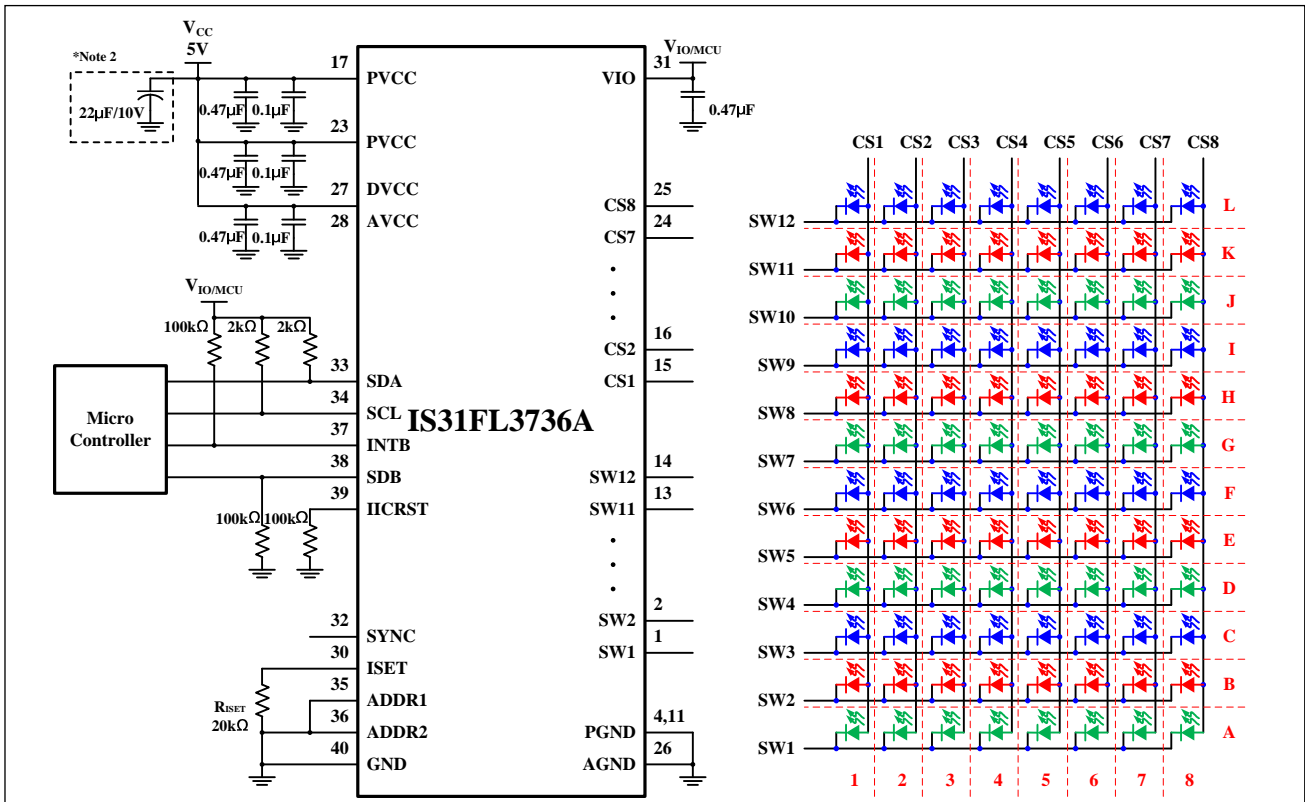 *Note 2
VCC
5V
22µF/10V
0.47µF 0.1µF
0.47µF 0.1µF
0.47µF 0.1µF
17 PVCC
23 PVCC
27 DVCC
28 AVCC
VIO/MCU
100kΩ 2kΩ 2kΩ
Micro
Controller
33 SDA
34 SCL
37 INTB
38 SDB
39 IICRST
100kΩ 100kΩ
32 SYNC
30 ISET
35 ADDR1
36 ADDR2
40 GND
RISET
20kΩ
IS31FL3736A
VIO/MCU
31
VIO
0.47µF
25
CS8
24
CS7
16
CS2
15
CS1
14
SW12
13
SW11
2
SW2
1
SW1
4,11
PGND
26
AGND
CS1 CS2 CS3 CS4 CS5 CS6 CS7 CS8
SW12 L
SW11 K
SW10 J
SW9 I
SW8 H
SW7 G
SW6 F
SW5 E
SW4 D
SW3 C
SW2 B
SW1 A
1 2 3 4 5 6 7 8